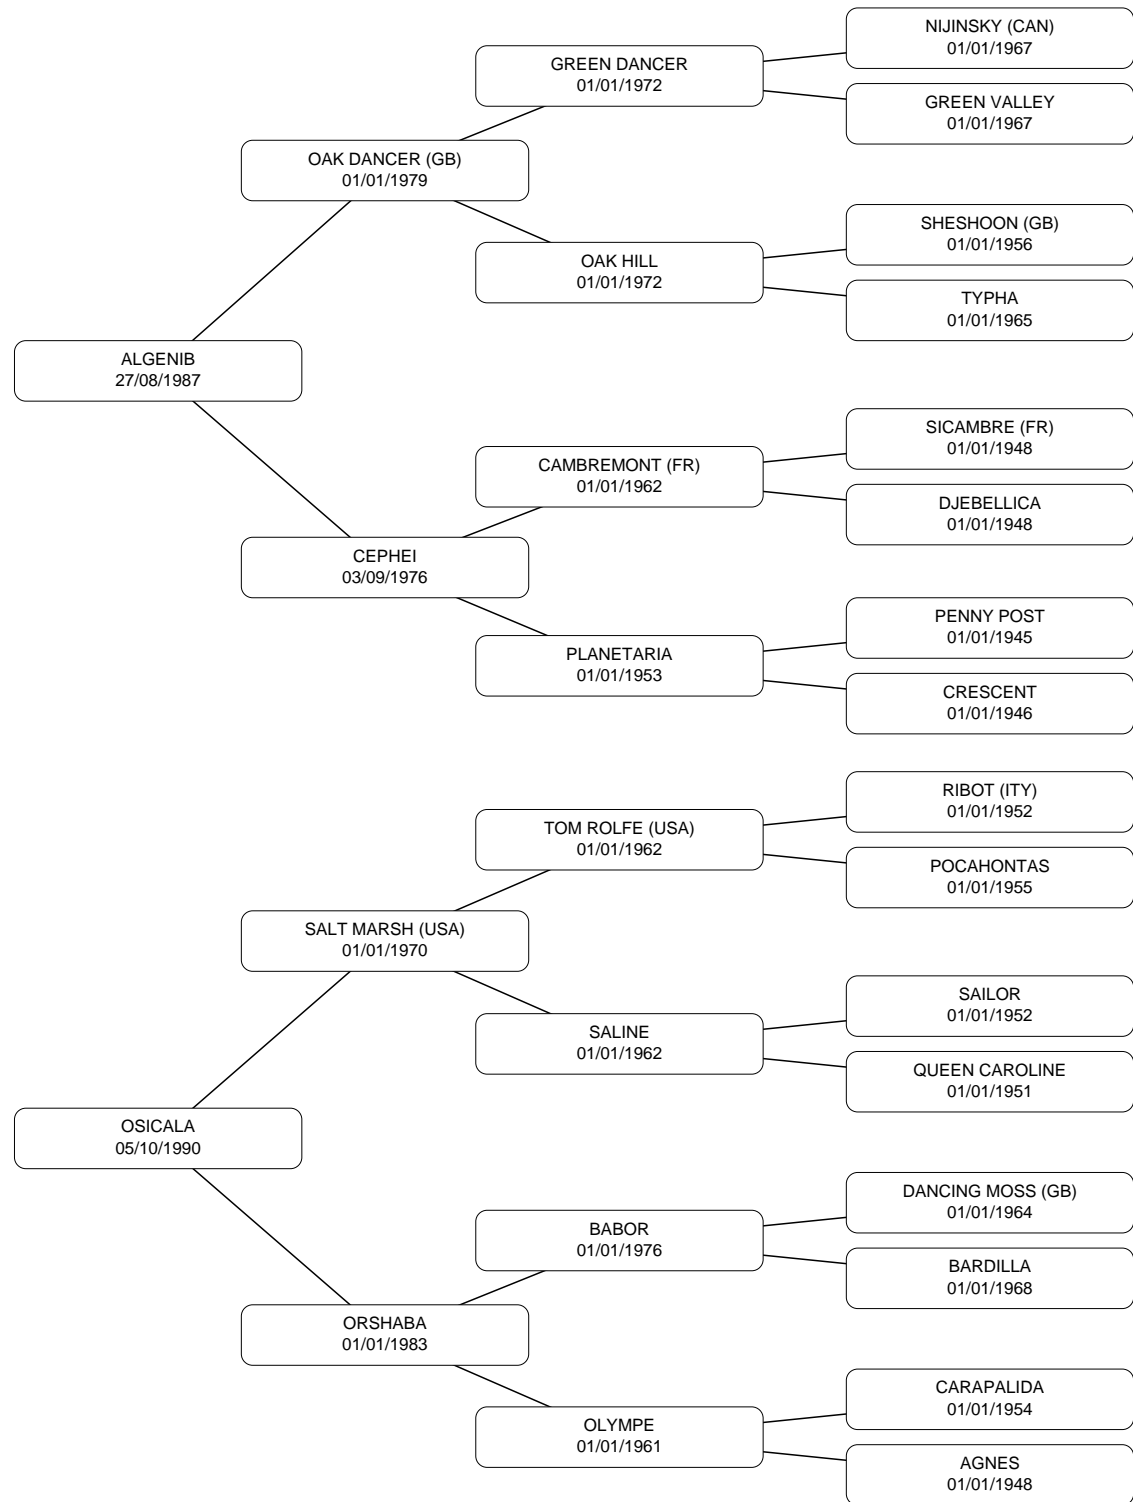 NIJINSKY (CAN)
01/01/1967
GREEN DANCER
01/01/1972
GREEN VALLEY
01/01/1967
OAK DANCER (GB)
01/01/1979
SHESHOON (GB)
01/01/1956
OAK HILL
01/01/1972
TYPHA
01/01/1965
ALGENIB
27/08/1987
SICAMBRE (FR)
01/01/1948
CAMBREMONT (FR)
01/01/1962
DJEBELLICA
01/01/1948
CEPHEI
03/09/1976
PENNY POST
01/01/1945
PLANETARIA
01/01/1953
CRESCENT
01/01/1946
RIBOT (ITY)
01/01/1952
TOM ROLFE (USA)
01/01/1962
POCAHONTAS
01/01/1955
SALT MARSH (USA)
01/01/1970
SAILOR
01/01/1952
SALINE
01/01/1962
QUEEN CAROLINE
01/01/1951
OSICALA
05/10/1990
DANCING MOSS (GB)
01/01/1964
BABOR
01/01/1976
BARDILLA
01/01/1968
ORSHABA
01/01/1983
CARAPALIDA
01/01/1954
OLYMPE
01/01/1961
AGNES
01/01/1948